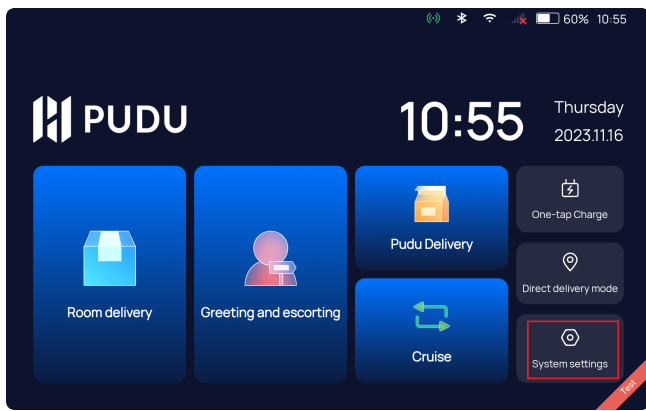 60% 10:55
PUDU
10:55
Thursday
2023.11.16
Room delivery
Greeting and escorting
Pudu Delivery
Cruise
One-tap Charge
Direct delivery mode
System settings
Test